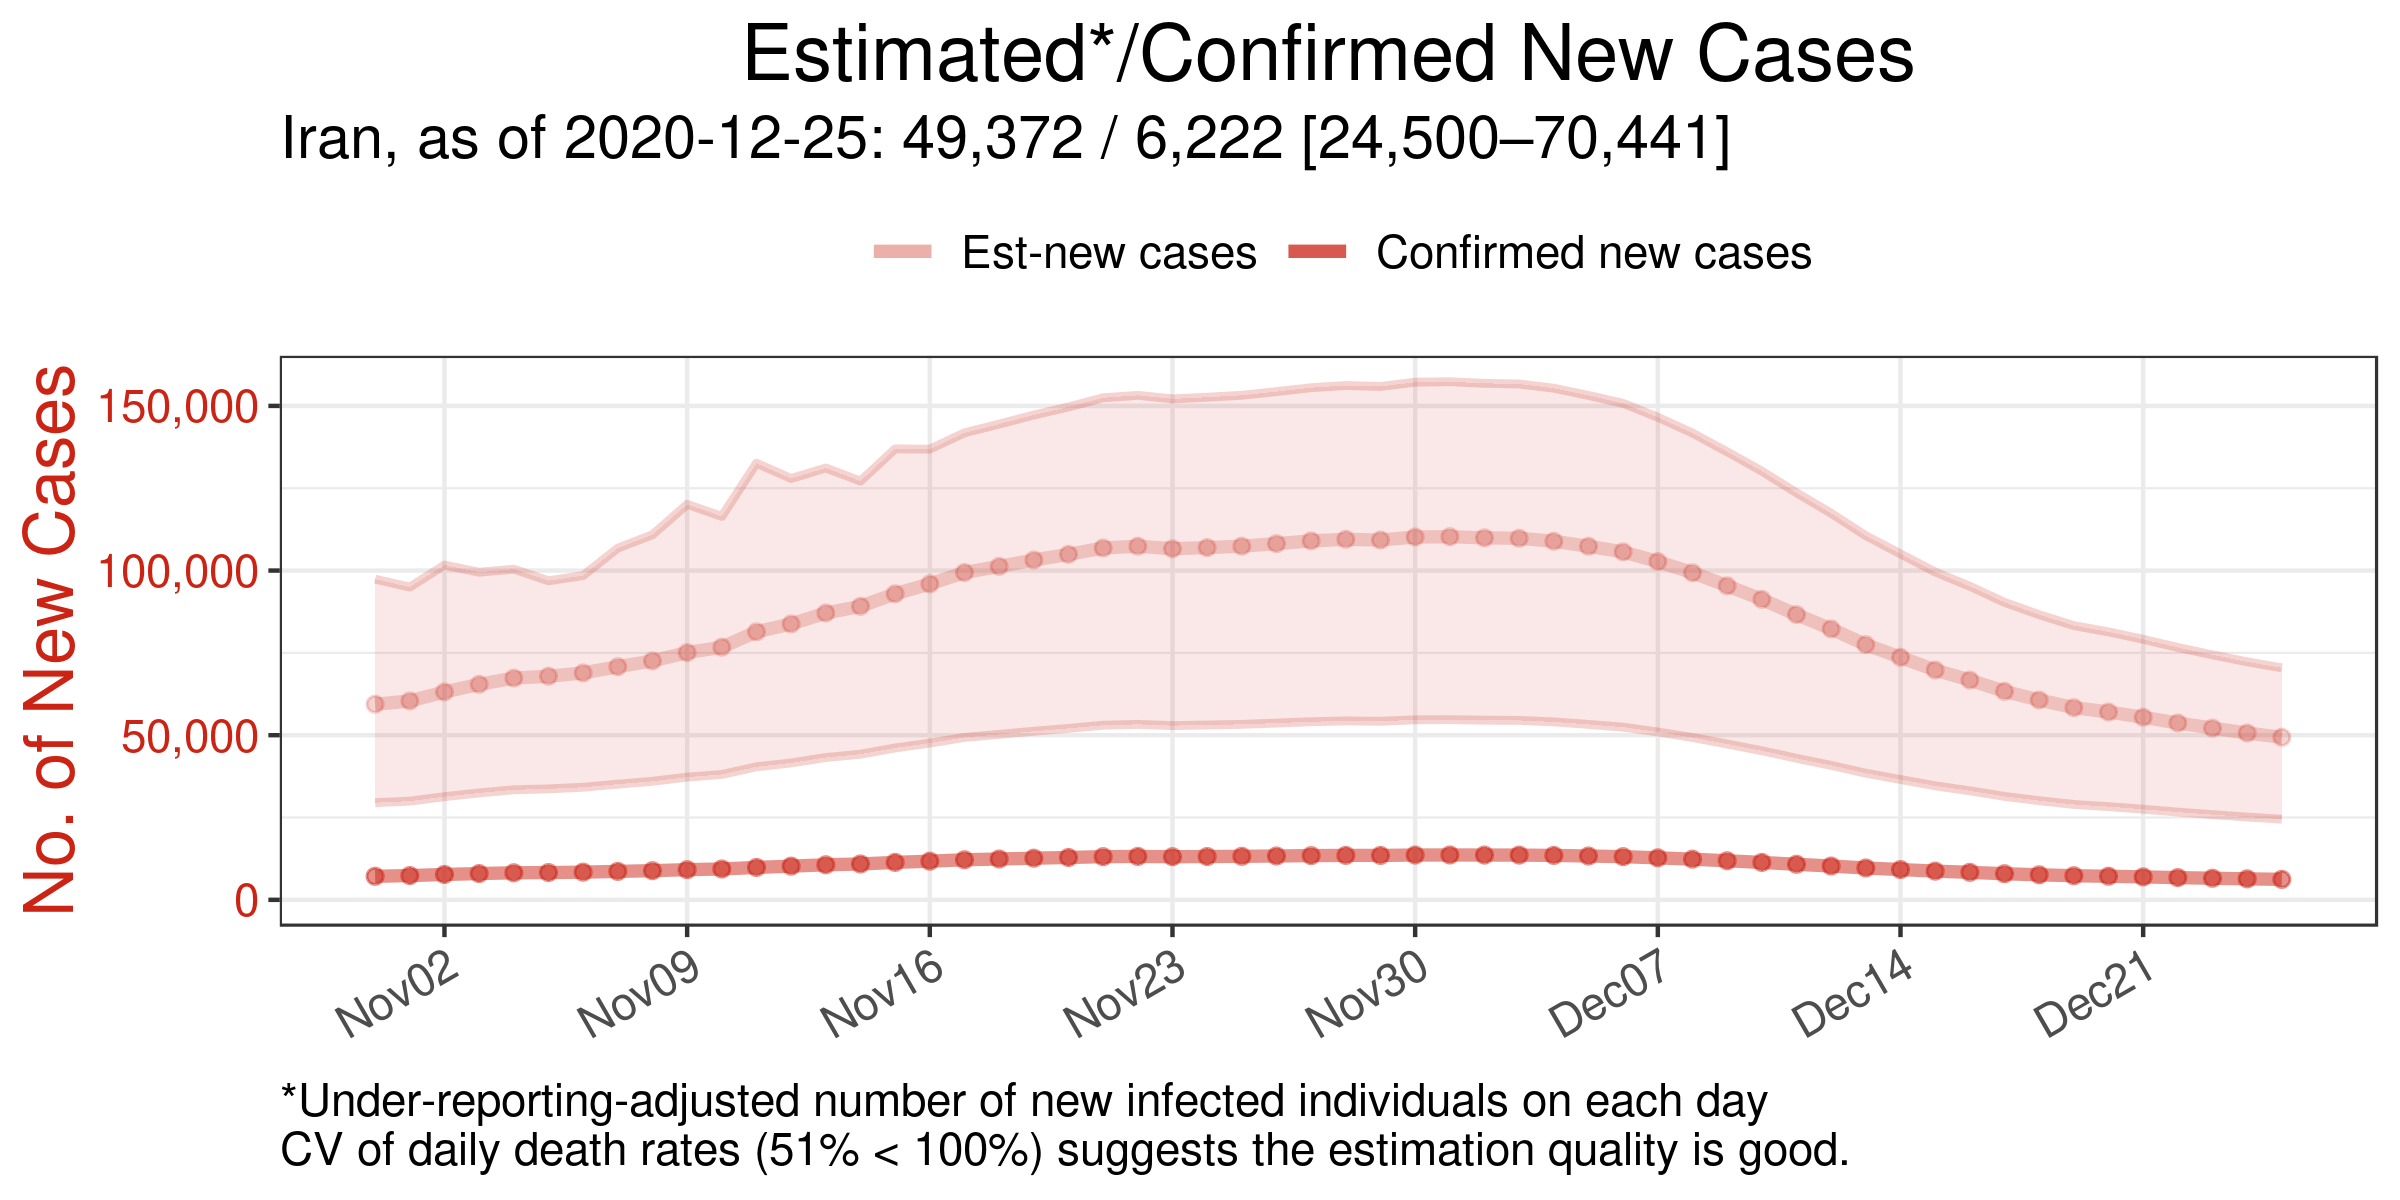 Estimated*/Confirmed New Cases
Iran, as of 2020-12-25: 49,372 / 6,222 [24,500–70,441]
Est-new cases Confirmed new cases
No. of New Cases
150,000
100,000
50,000
0
Nov02 Nov09 Nov16 Nov23 Nov30 Dec07 Dec14 Dec21
*Under-reporting-adjusted number of new infected individuals on each day
CV of daily death rates (51% < 100%) suggests the estimation quality is good.